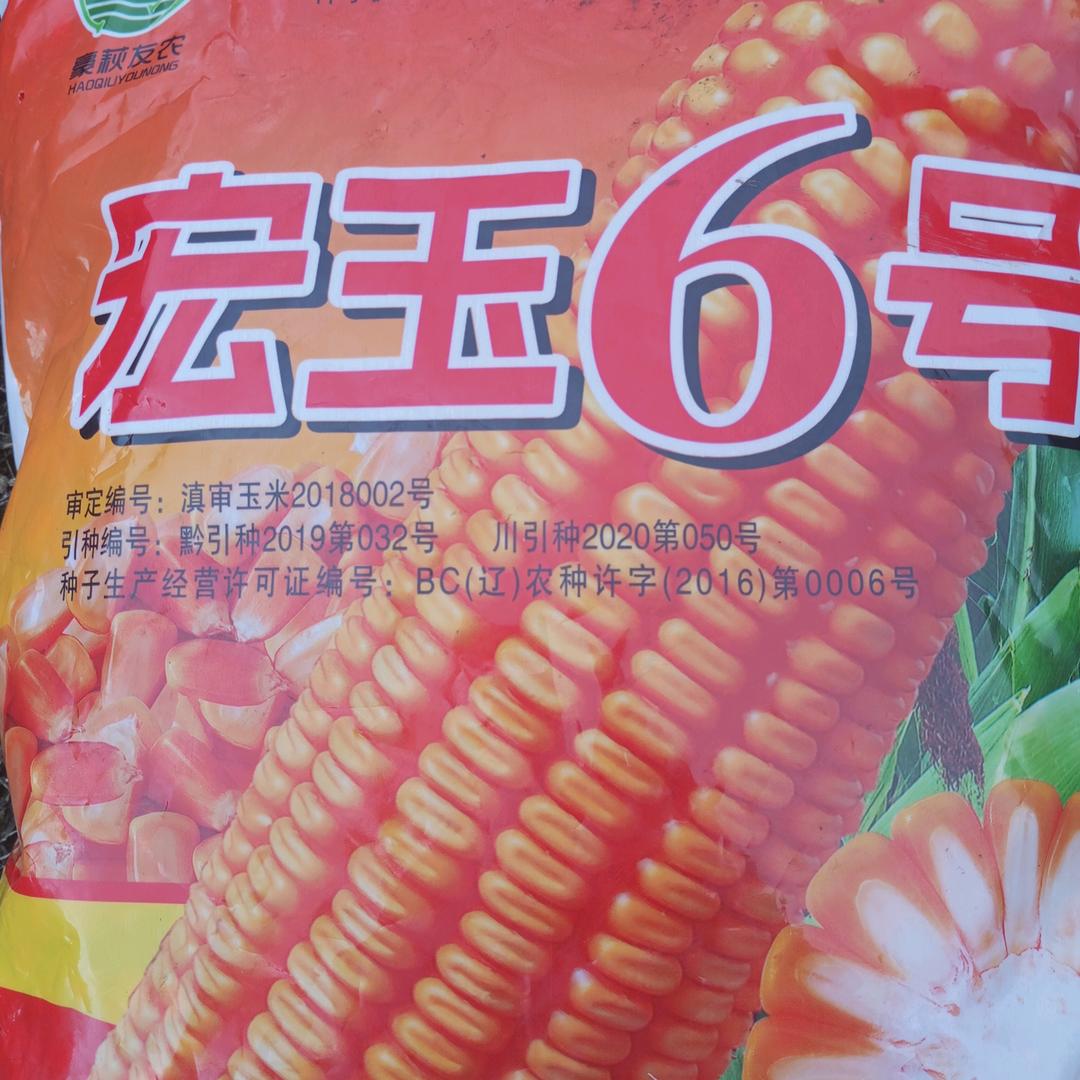 豪萩友农
HAOQIUYOUNONG
宏玉6号
审定编号：滇审玉米2018002号
引种编号：黔引种2019第032号 川引种2020第050号
种子生产经营许可证编号：BC(辽)农种许字(2016)第0006号